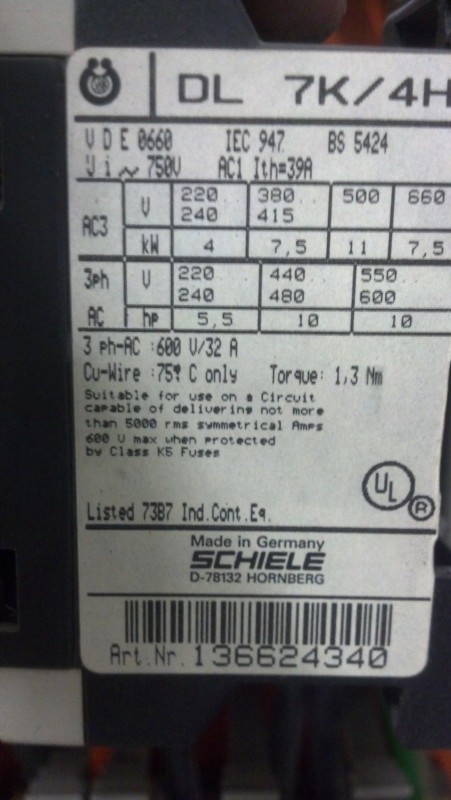 DL 7K/4H
VDE 0660 IEC 947 BS 5424
Ui ~ 750V AC1 Ith=39A
AC3 V 220.. 240 380.. 415 500 660
kW 4 7,5 11 7,5
3ph AC V 220.. 240 440.. 480 550.. 600
hp 5,5 10 10
3 ph-AC :600 V/32 A
Cu-Wire :75° C only Torque: 1,3 Nm
Suitable for use on a Circuit
capable of delivering not more
than 5000 rms symmetrical Amps
600 V max when protected
by Class K5 Fuses
UL ®
Listed 73B7 Ind.Cont.Eq.
Made in Germany
SCHIELE
D-78132 HORNBERG
Art.Nr. 136624340